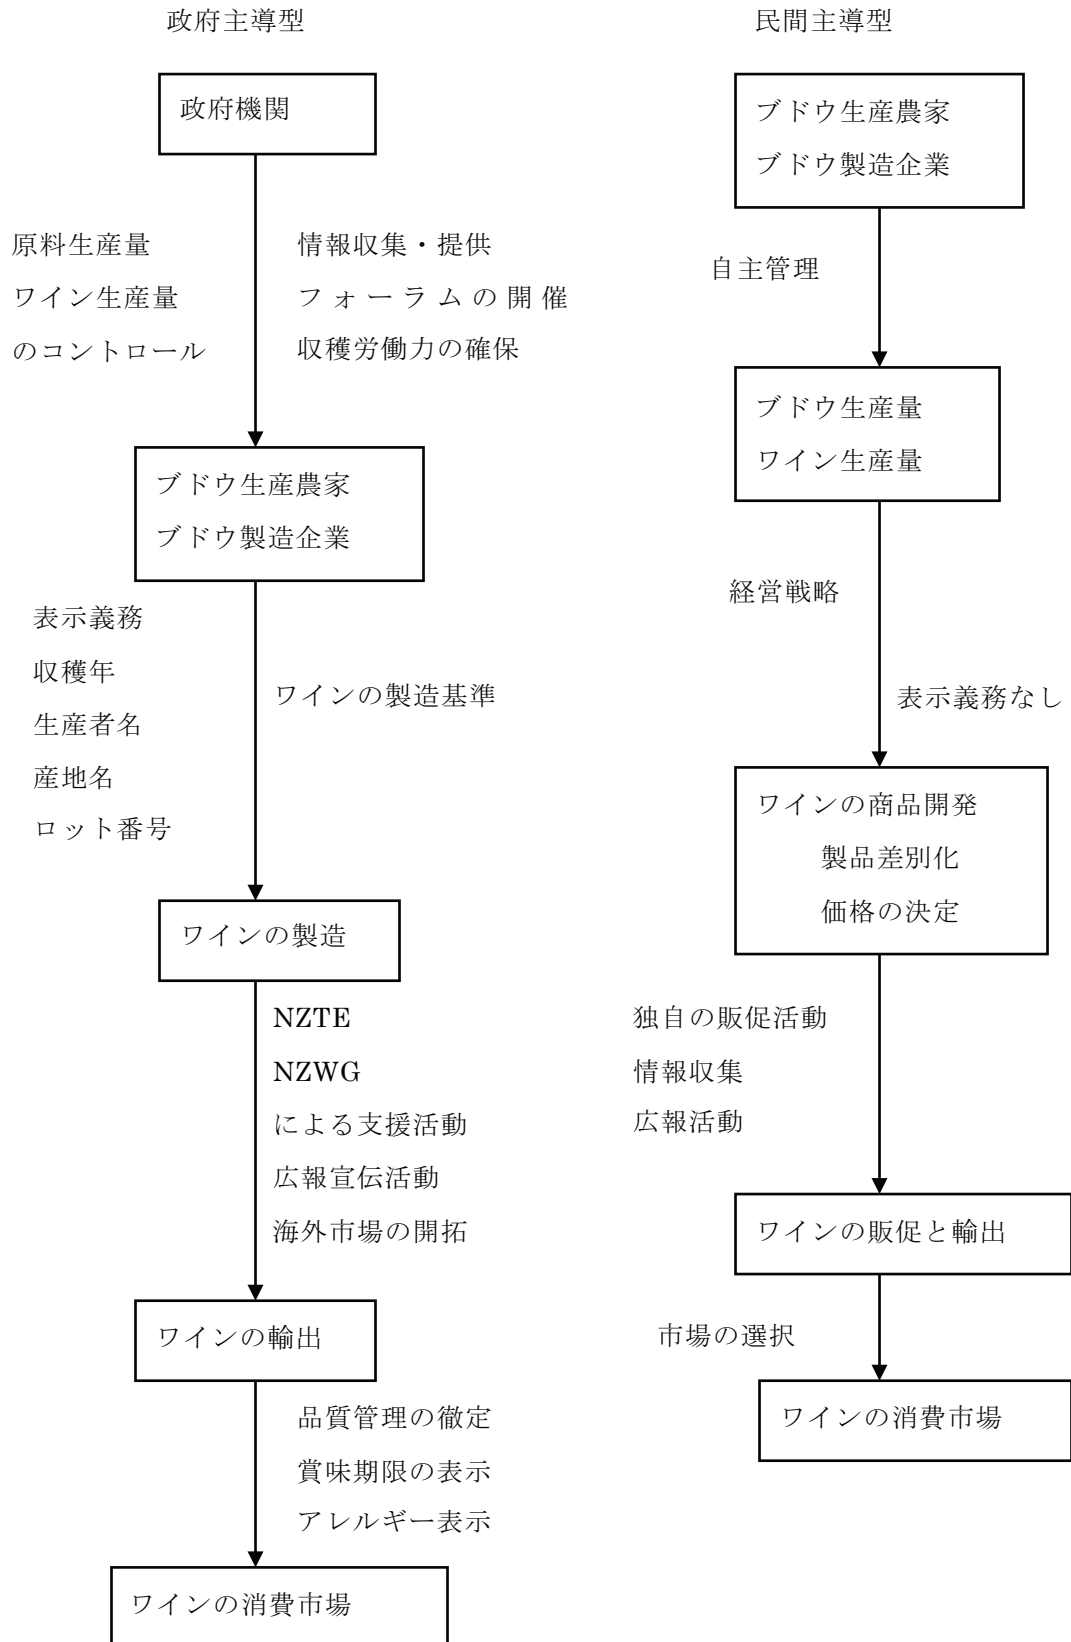 政府主導型
政府機関
原料生産量
ワイン生産量
のコントロール
情報収集・提供
フォーラムの開催
収穫労働力の確保
ブドウ生産農家
ブドウ製造企業
表示義務
収穫年
生産者名
産地名
ロット番号
ワインの製造基準
ワインの製造
NZTE
NZWG
による支援活動
広報宣伝活動
海外市場の開拓
ワインの輸出
品質管理の徹定
賞味期限の表示
アレルギー表示
ワインの消費市場
民間主導型
ブドウ生産農家
ブドウ製造企業
自主管理
ブドウ生産量
ワイン生産量
経営戦略
表示義務なし
ワインの商品開発
製品差別化
価格の決定
独自の販促活動
情報収集
広報活動
ワインの販促と輸出
市場の選択
ワインの消費市場